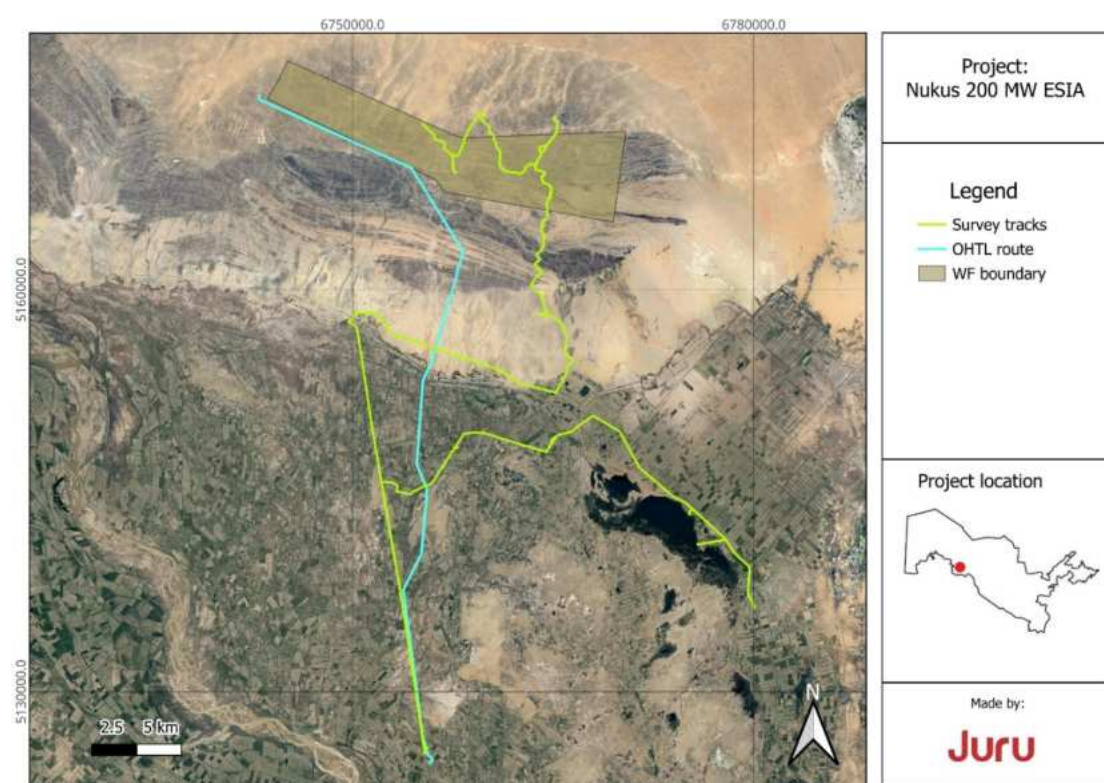 6750000.0
6780000.0
5160000.0
5130000.0
2.5
5 km
N
Project:
Nukus 200 MW ESIA
Legend
Survey tracks
OHTL route
WF boundary
Project location
Made by:
Juru